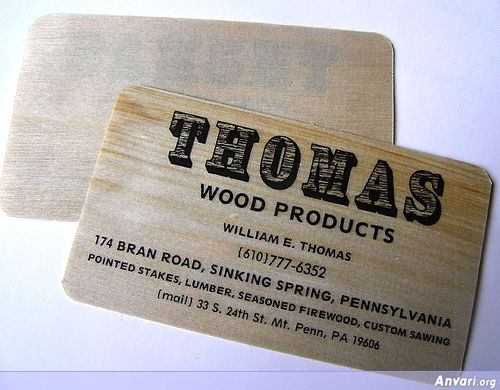 THOMAS
WOOD PRODUCTS
WILLIAM E. THOMAS
{610}777-6352
174 BRAN ROAD, SINKING SPRING, PENNSYLVANIA
POINTED STAKES, LUMBER, SEASONED FIREWOOD, CUSTOM SAWING
{mail} 33 S. 24th St. Mt. Penn, PA 19606
Anvari.org